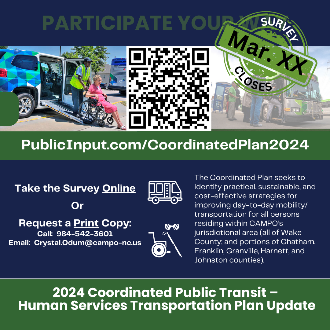 PARTICIPATE YOUR
SURVEY
Mar. XX
CLOSES
PublicInput.com/CoordinatedPlan2024
Take the Survey Online
Or
Request a Print Copy:
Call: 984-542-3601
Email: Crystal.Odum@campo-nc.us
The Coordinated Plan seeks to
identify practical, sustainable, and
cost-effective strategies for
improving day-to-day mobility/
transportation for all persons
residing within CAMPO's
jurisdictional area (all of Wake
County; and portions of Chatham,
Franklin, Granville, Harnett, and
Johnston counties).
2024 Coordinated Public Transit –
Human Services Transportation Plan Update